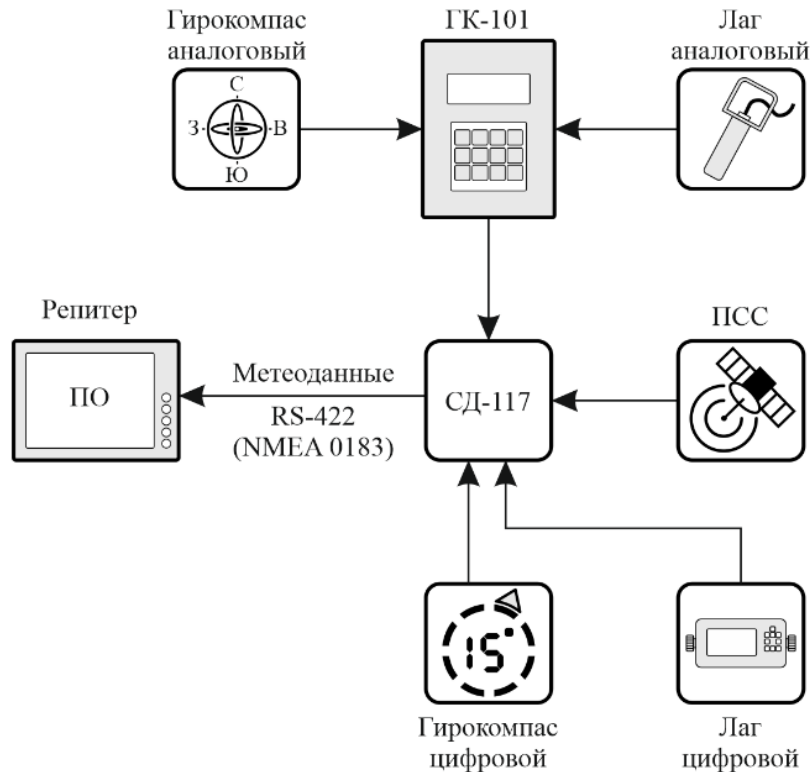 Гирокомпас
аналоговый
ГК-101
Лаг
аналоговый
С
З
В
Ю
Репитер
ПСС
ПО
Метеоданные
СД-117
RS-422
(NMEA 0183)
15°
Гирокомпас
цифровой
Лаг
цифровой